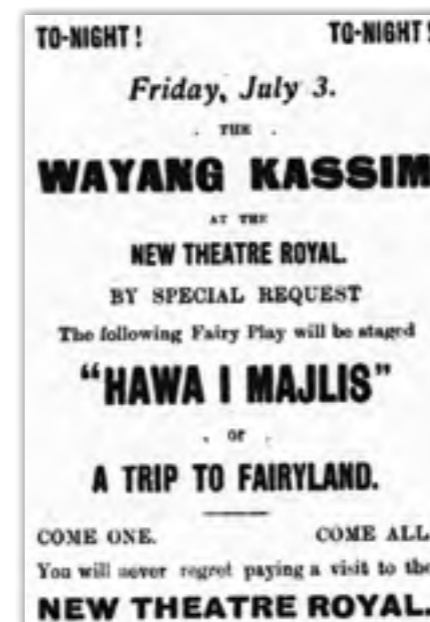 TO-NIGHT! TO-NIGHT!
Friday, July 3.
THE
WAYANG KASSIM
AT THE
NEW THEATRE ROYAL.
BY SPECIAL REQUEST
The following Fairy Play will be staged
"HAWA I MAJLIS"
or
A TRIP TO FAIRYLAND.
COME ONE. COME ALL.
You will never regret paying a visit to the
NEW THEATRE ROYAL.